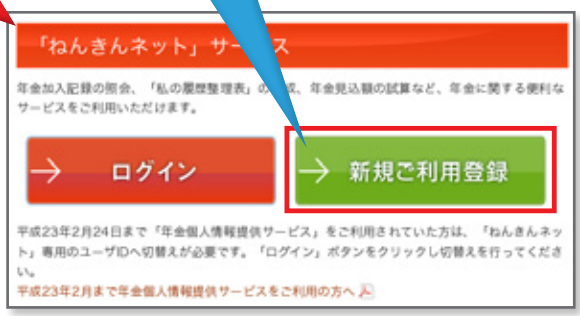 「ねんきんネット」サ ス
年金加入記録の照会、「私の履歴整理表」の 成、年金見込額の試算など、年金に関する便利な
サービスをご利用いただけます。
ログイン
新規ご利用登録
平成23年2月24日まで「年金個人情報提供サービス」をご利用されていた方は、「ねんきんネッ
ト」専用のユーザIDへ切替えが必要です。「ログイン」ボタンをクリックし切替えを行ってくださ
い。
平成23年2月まで年金個人情報提供サービスをご利用の方へ